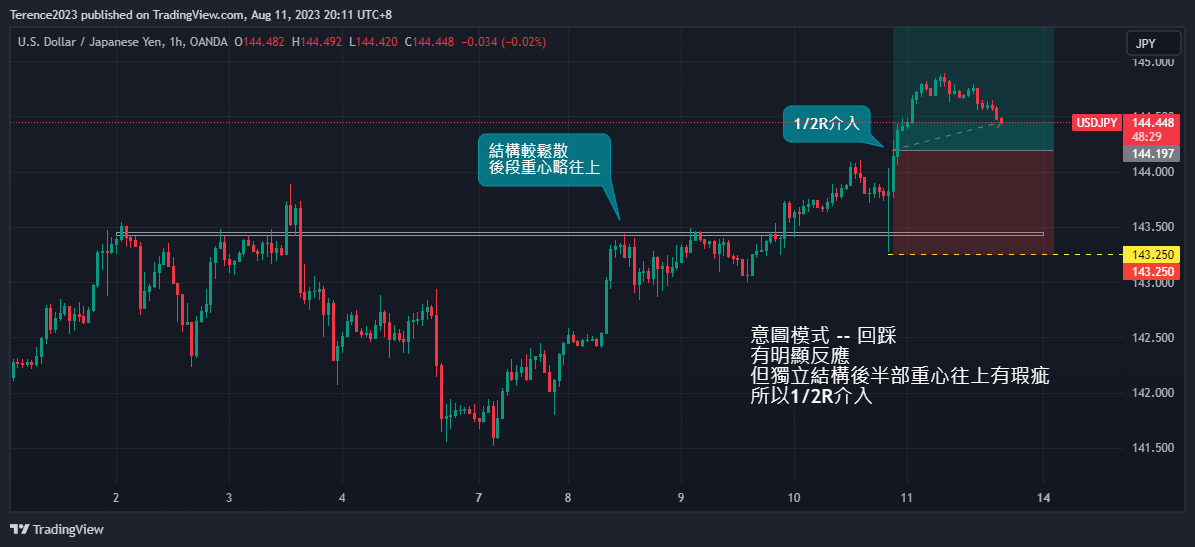 Terence2023 published on TradingView.com, Aug 11, 2023 20:11 UTC+8
U.S. Dollar / Japanese Yen, 1h, OANDA O144.482 H144.492 L144.420 C144.448 −0.034 (−0.02%)
JPY
145.000
1/2R介入
USDJPY 144.448
48:29
144.197
結構較鬆散
後段重心略往上
144.000
143.500
143.250
143.250
143.000
意圖模式 -- 回踩
有明顯反應
但獨立結構後半部重心往上有瑕疵
所以1/2R介入
142.500
142.000
141.500
2 3 4 7 8 9 10 11 14
TradingView